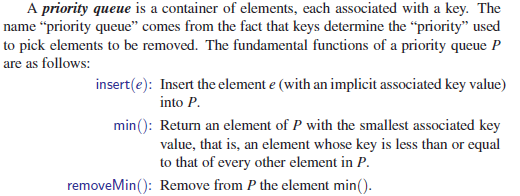 A priority queue is a container of elements, each associated with a key. The
name “priority queue” comes from the fact that keys determine the “priority” used
to pick elements to be removed. The fundamental functions of a priority queue P
are as follows:
insert(e): Insert the element e (with an implicit associated key value)
into P.
min(): Return an element of P with the smallest associated key
value, that is, an element whose key is less than or equal
to that of every other element in P.
removeMin(): Remove from P the element min().